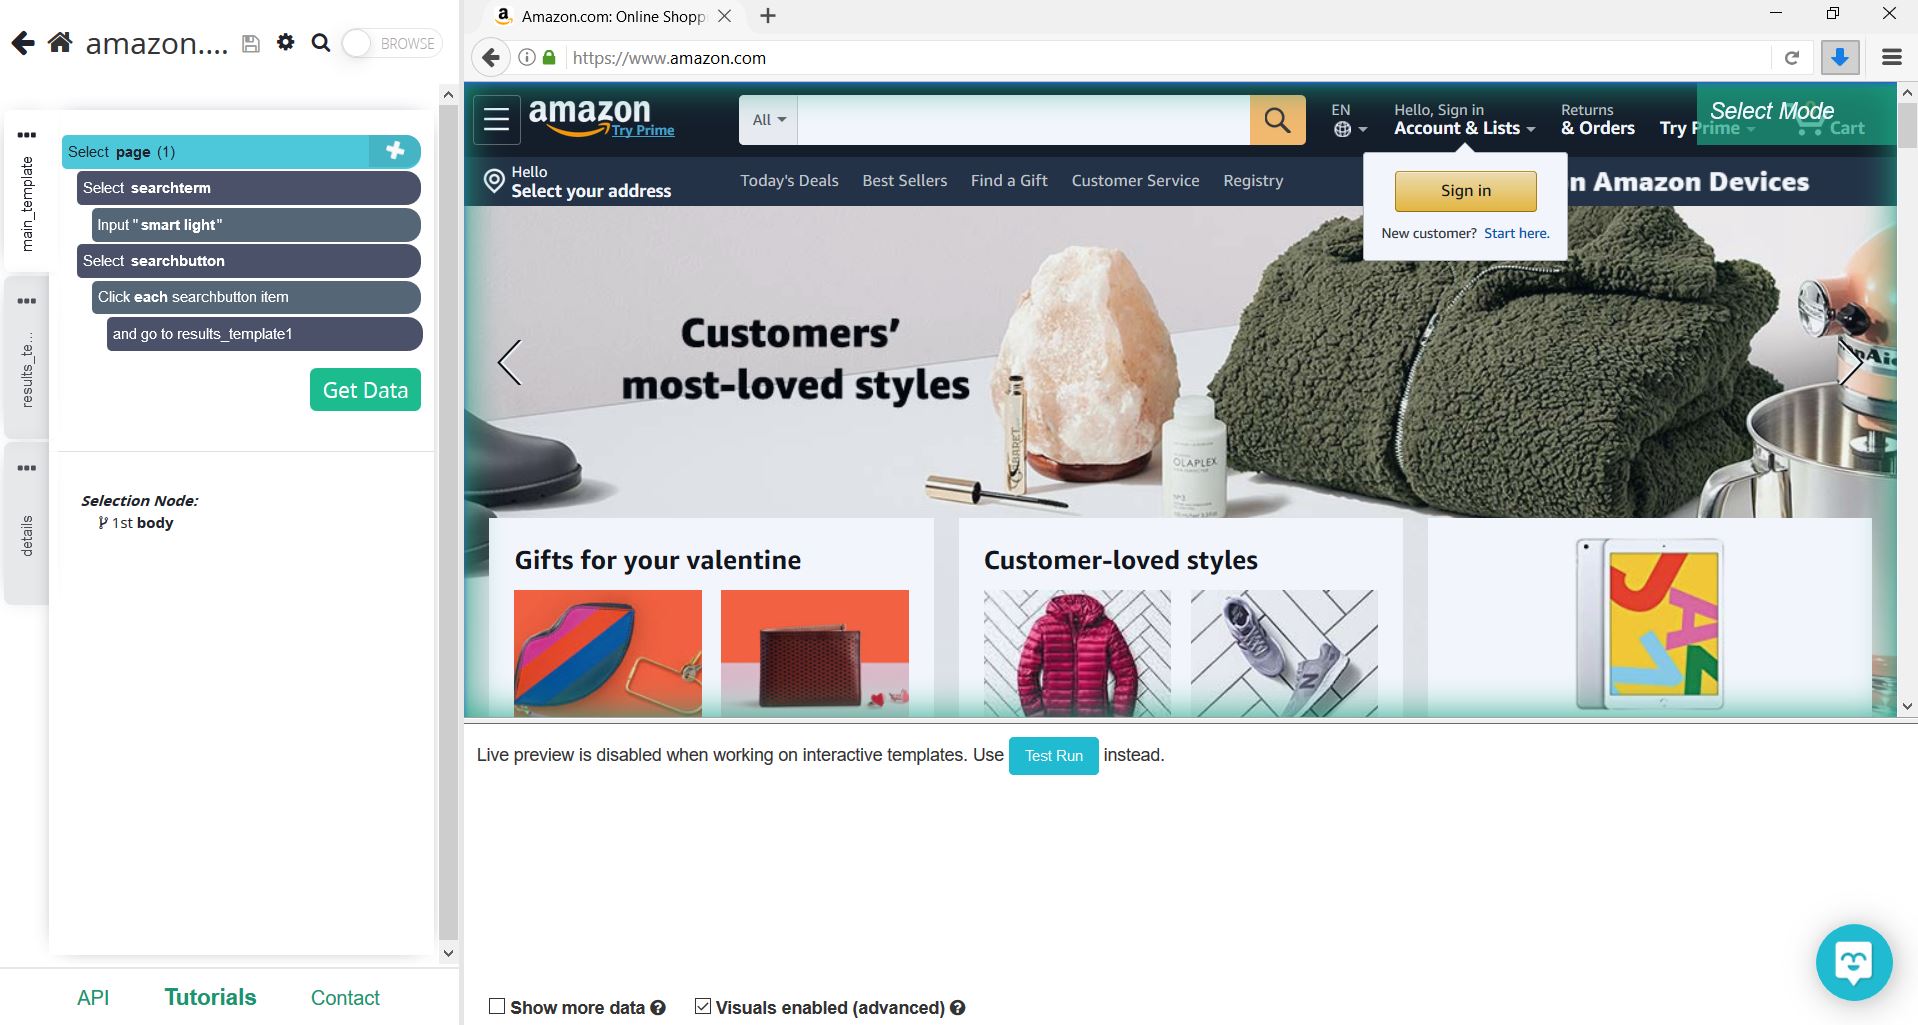 amazon....
BROWSE
main_template
results_te...
details
Select page (1)
Select searchterm
Input "smart light"
Select searchbutton
Click each searchbutton item
and go to results_template1
Get Data
Selection Node:
1st body
API
Tutorials
Contact
Amazon.com: Online Shopp
https://www.amazon.com
amazon
Try Prime
All
EN
Hello, Sign in
Account & Lists
Returns
& Orders
Try Prime
Cart
Select Mode
Hello
Select your address
Today's Deals
Best Sellers
Find a Gift
Customer Service
Registry
n Amazon Devices
Sign in
New customer? Start here.
Customers’
most-loved styles
OLAPLEX
Gifts for your valentine
Customer-loved styles
Live preview is disabled when working on interactive templates. Use Test Run instead.
Show more data
Visuals enabled (advanced)